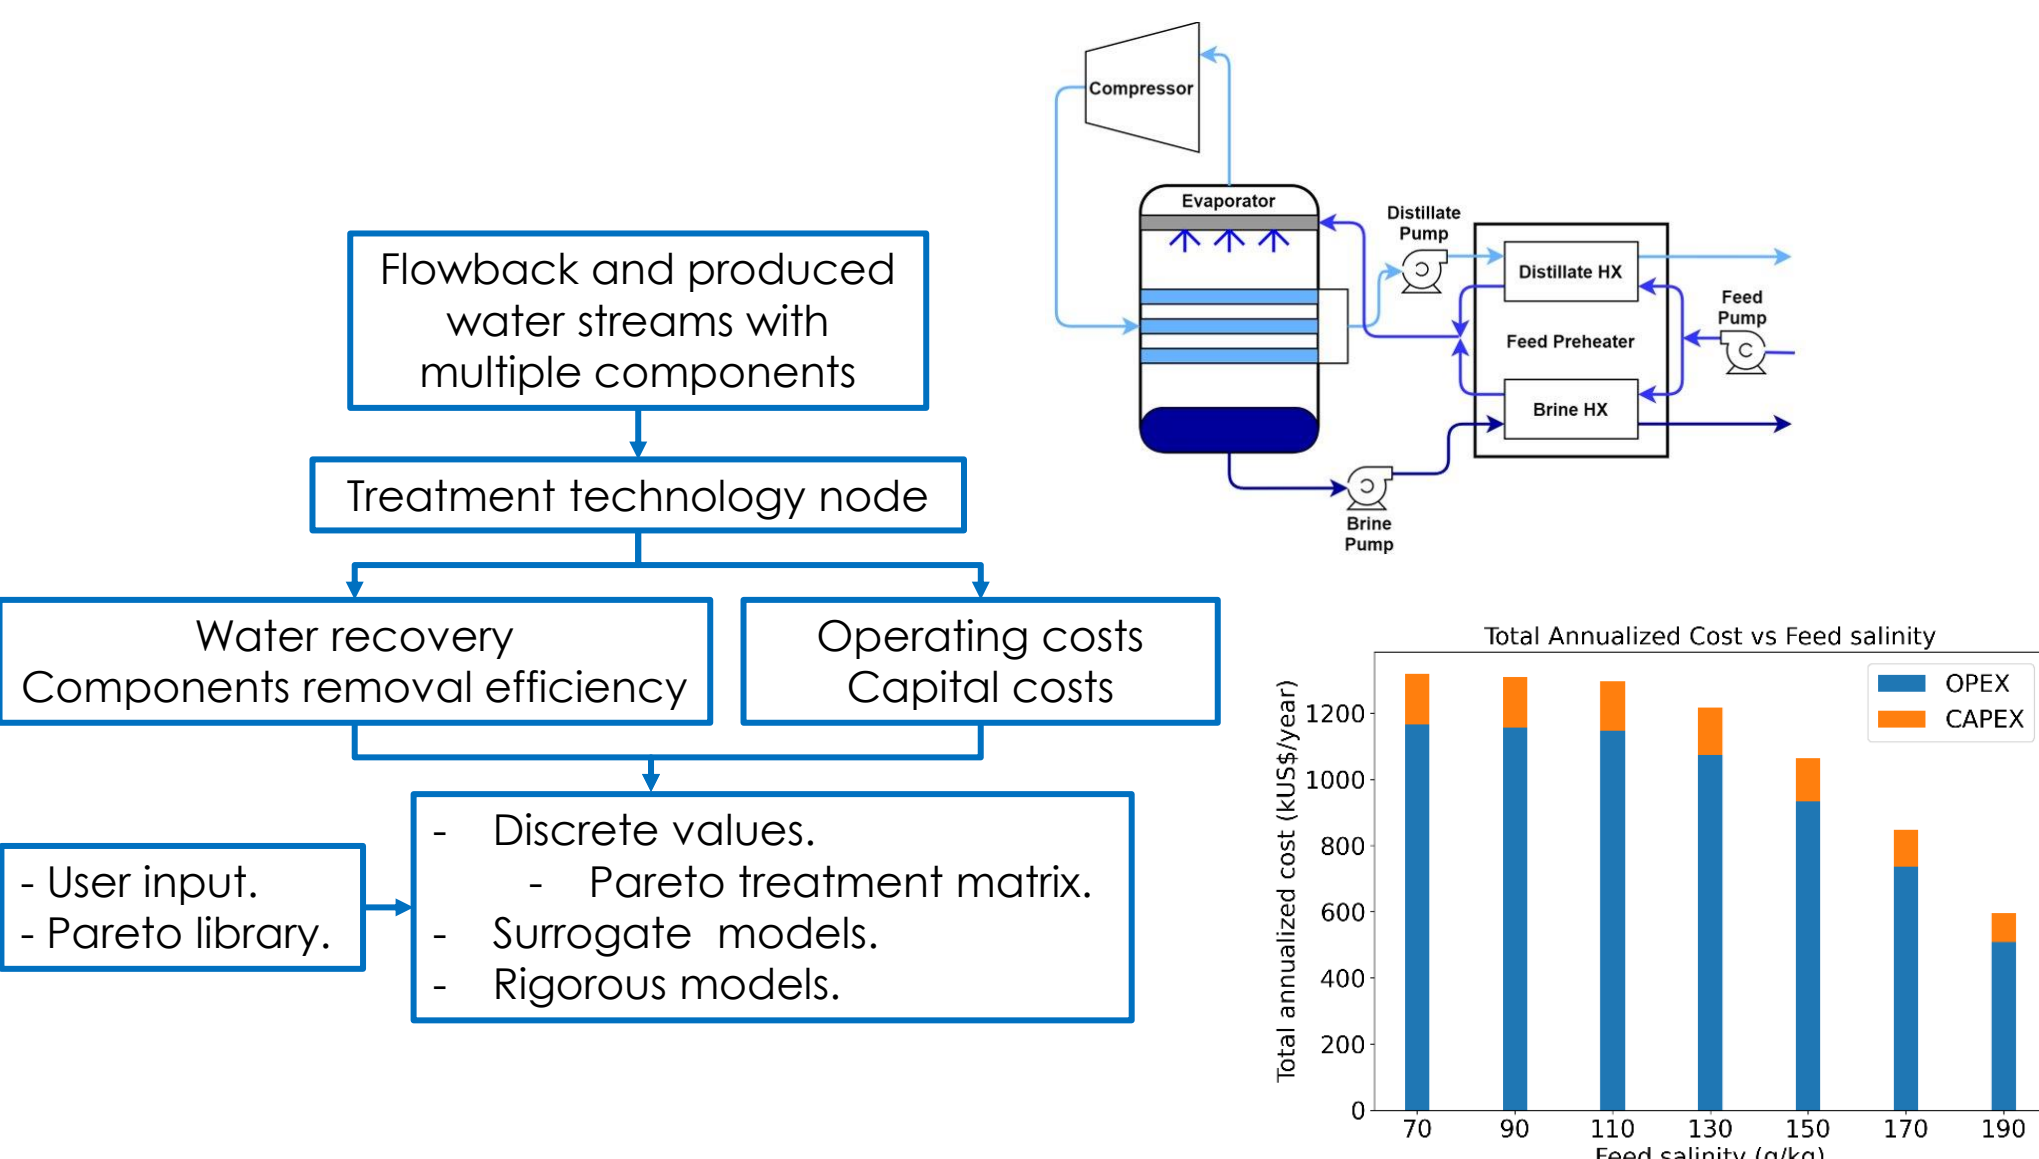 Flowback and produced
water streams with
multiple components
Treatment technology node
Water recovery
Components removal efficiency
Operating costs
Capital costs
- User input.
- Pareto library.
- Discrete values.
- Pareto treatment matrix.
- Surrogate models.
- Rigorous models.
Compressor
Evaporator
Distillate
Pump
Distillate HX
Feed
Pump
Feed Preheater
Brine HX
Brine
Pump
Total Annualized Cost vs Feed salinity
OPEX
CAPEX
Total annualized cost (kUS$/year)
1200
1000
800
600
400
200
0
70 90 110 130 150 170 190
Feed salinity (g/kg)